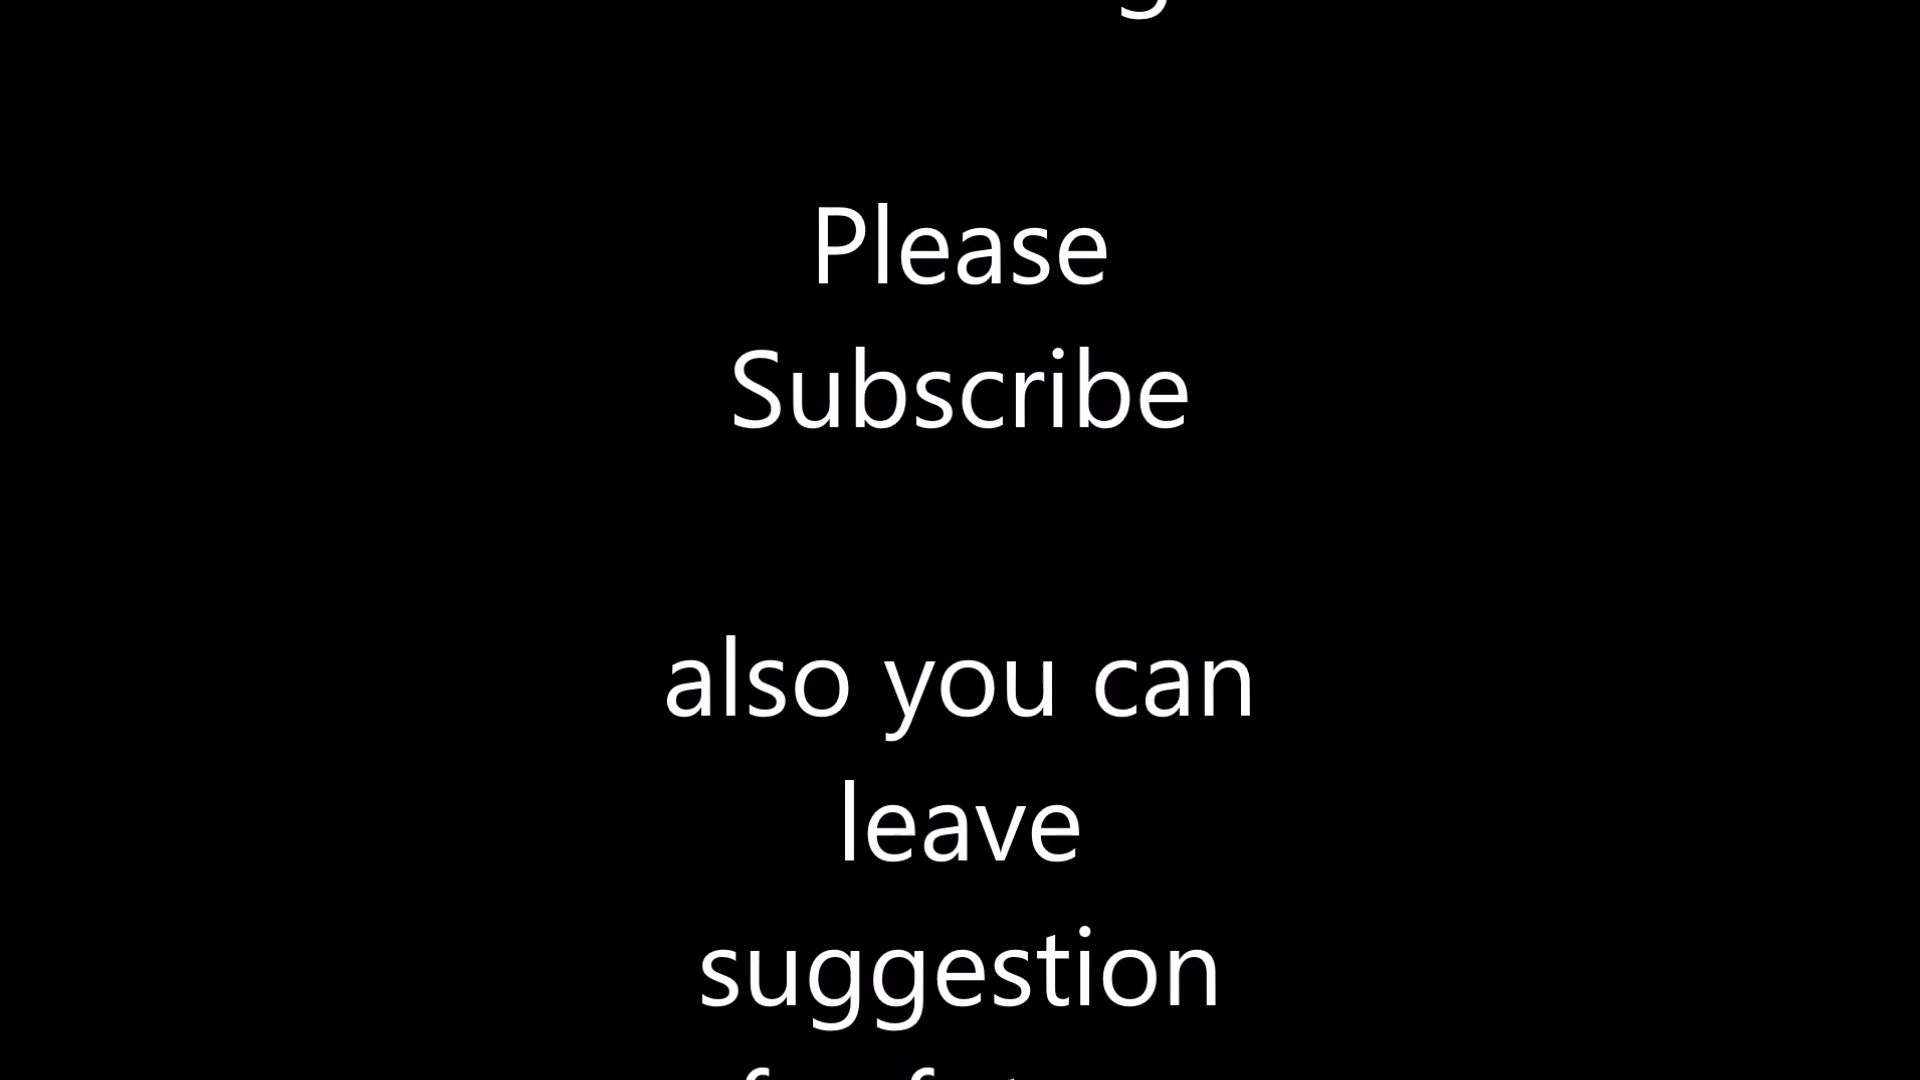 Please
Subscribe
also you can
leave
suggestion